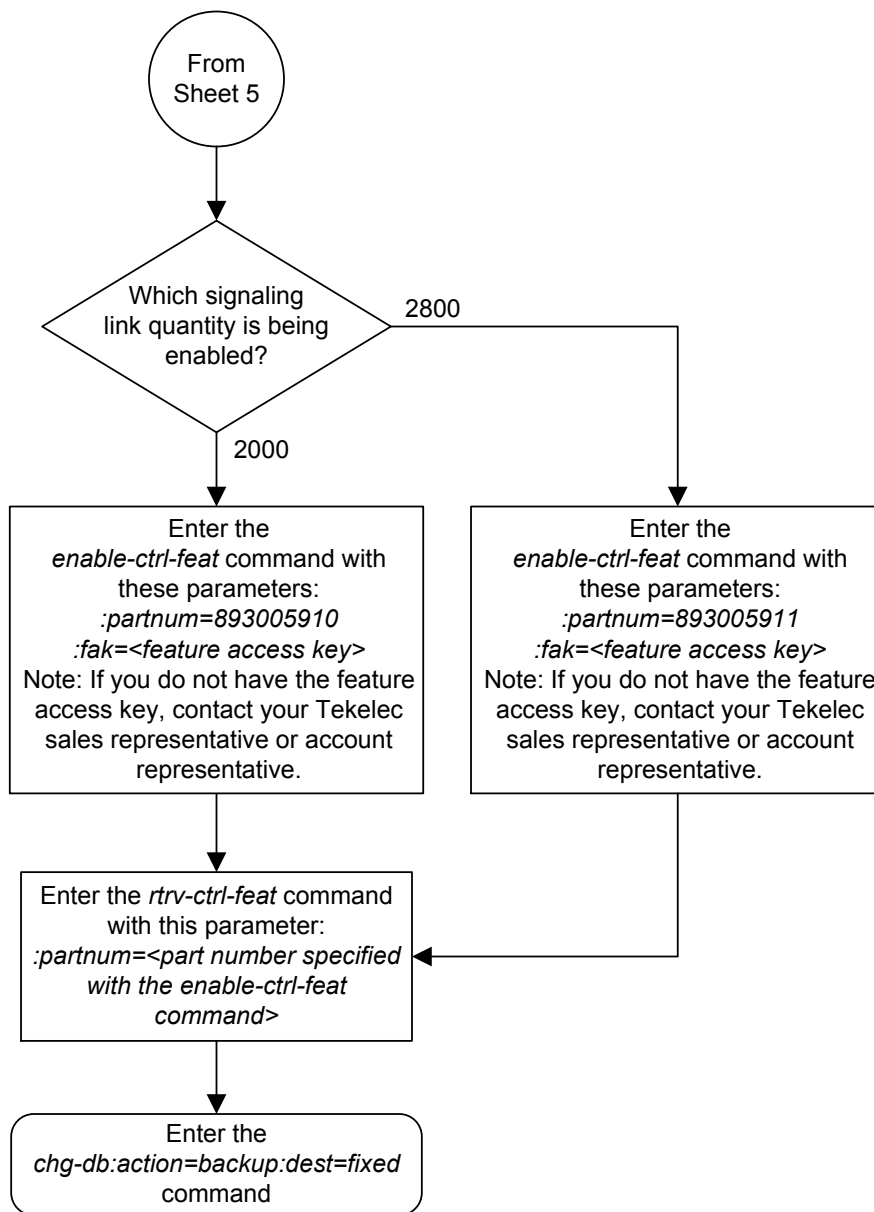 From
Sheet 5
Which signaling
link quantity is being
enabled?
2800
2000
Enter the
enable-ctrl-feat command with
these parameters:
:partnum=893005910
:fak=<feature access key>
Note: If you do not have the feature
access key, contact your Tekelec
sales representative or account
representative.
Enter the
enable-ctrl-feat command with
these parameters:
:partnum=893005911
:fak=<feature access key>
Note: If you do not have the feature
access key, contact your Tekelec
sales representative or account
representative.
Enter the rtrv-ctrl-feat command
with this parameter:
:partnum=<part number specified
with the enable-ctrl-feat
command>
Enter the
chg-db:action=backup:dest=fixed
command